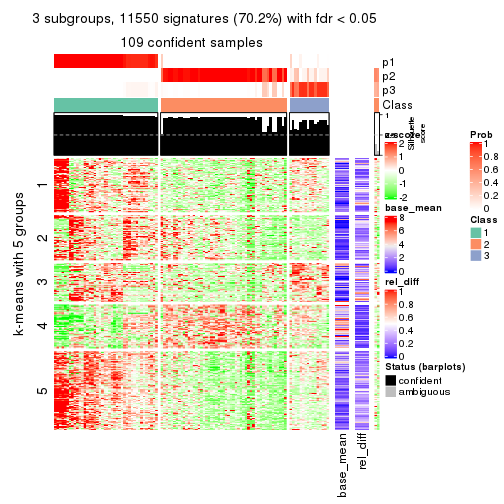 3 subgroups, 11550 signatures (70.2%) with fdr < 0.05
109 confident samples
p1
p2
p3
Class
1
Silhouette
score
k-means with 5 groups
1
2
3
4
5
z-score
2
1
0
-1
-2
base_mean
8
6
4
2
0
rel_diff
1
0.8
0.6
0.4
0.2
0
Status (barplots)
confident
ambiguous
Prob
1
0.8
0.6
0.4
0.2
0
Class
1
2
3
base_mean
rel_diff